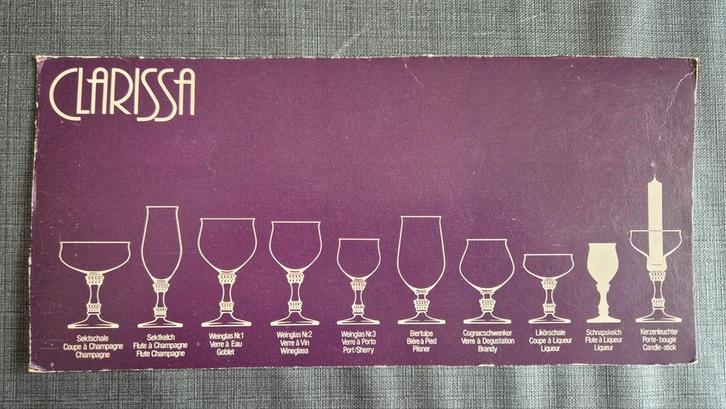 CLARISSA
Sektschale
Coupe à Champagne
Champagne
Sektkelch
Flute à Champagne
Flute Champagne
Weinglas Nr.1
Verre à Eau
Goblet
Weinglas Nr.2
Verre à Vin
Wineglass
Weinglas Nr.3
Verre à Porto
Port/Sherry
Biertulpe
Bière à Pied
Pilsner
Cognacschwenker
Verre à Degustation
Brandy
Likörschale
Coupe à Liqueur
Liqueur
Schnapskelch
Flute à Liqueur
Liqueur
Kerzenleuchter
Porte-bougie
Candle-stick